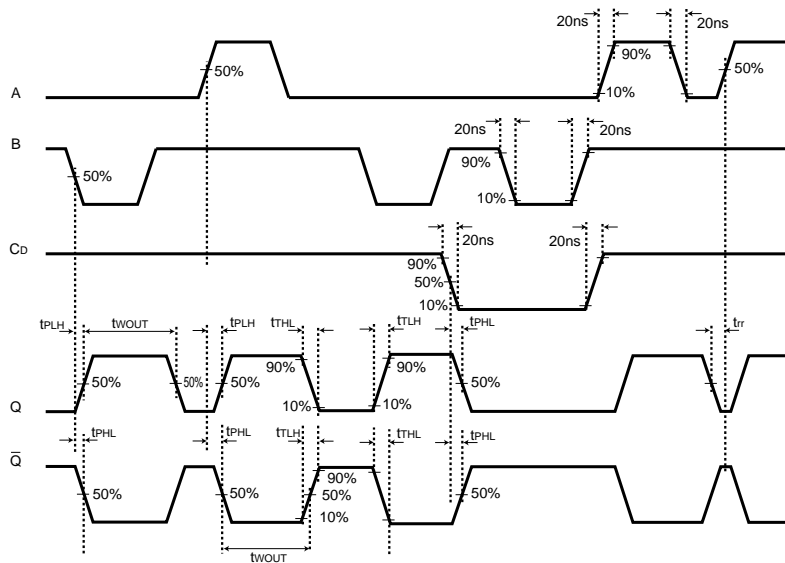 20ns 20ns
50% 90% 50%
A 10%
20ns 20ns
B
50% 90%
10%
CD 20ns 20ns
90%
50%
10%
tPLH tWOUT tPLH tTHL tTLH tPHL trr
90% 90%
50% 50% 50% 50%
Q 10% 10%
tPHL tPHL tTLH tTHL tPHL
Q̅
90%
50% 50% 50% 50%
10%
tWOUT